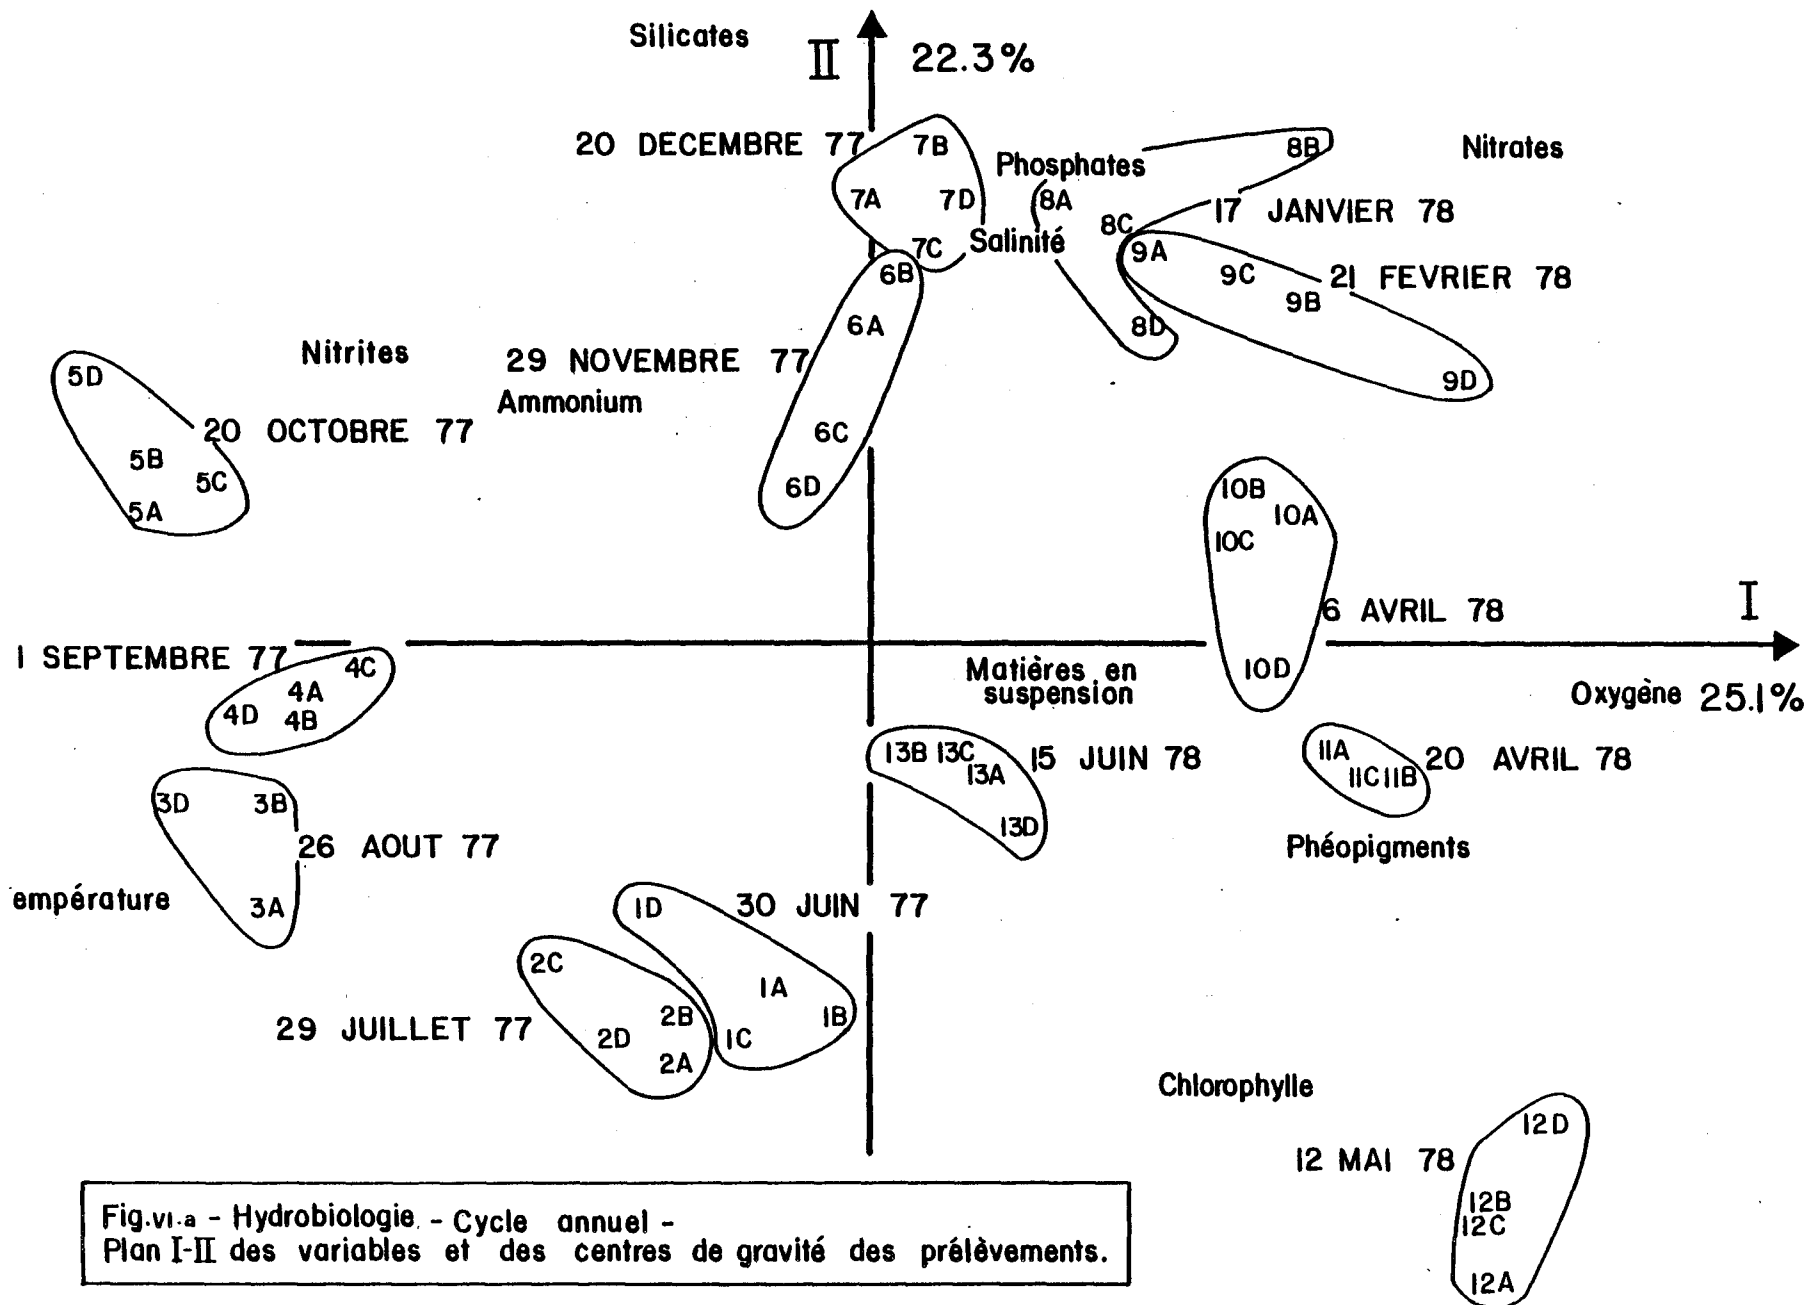 Silicates
II 22.3%
20 DECEMBRE 77
7B
8B
Nitrates
Phosphates
7A
7D
8A
17 JANVIER 78
8C
7C
Salinité
9A
6B
9C
21 FEVRIER 78
9B
6A
8D
Nitrites
29 NOVEMBRE 77
5D
9D
Ammonium
20 OCTOBRE 77
6C
5B
5C
6D
10B
5A
10A
10C
6 AVRIL 78
I
1 SEPTEMBRE 77
4C
Matières en
suspension
10D
4A
Oxygène 25.1%
4D
4B
13B
13C
13A
15 JUIN 78
11A
11C
11B
20 AVRIL 78
3D
3B
13D
26 AOUT 77
Phéopigments
empérature
3A
1D
30 JUIN 77
2C
1A
2B
1B
29 JUILLET 77
2D
1C
2A
Chlorophylle
12D
12 MAI 78
12B
12C
12A
Fig.VI.a - Hydrobiologie - Cycle annuel -
Plan I-II des variables et des centres de gravité des prélèvements.